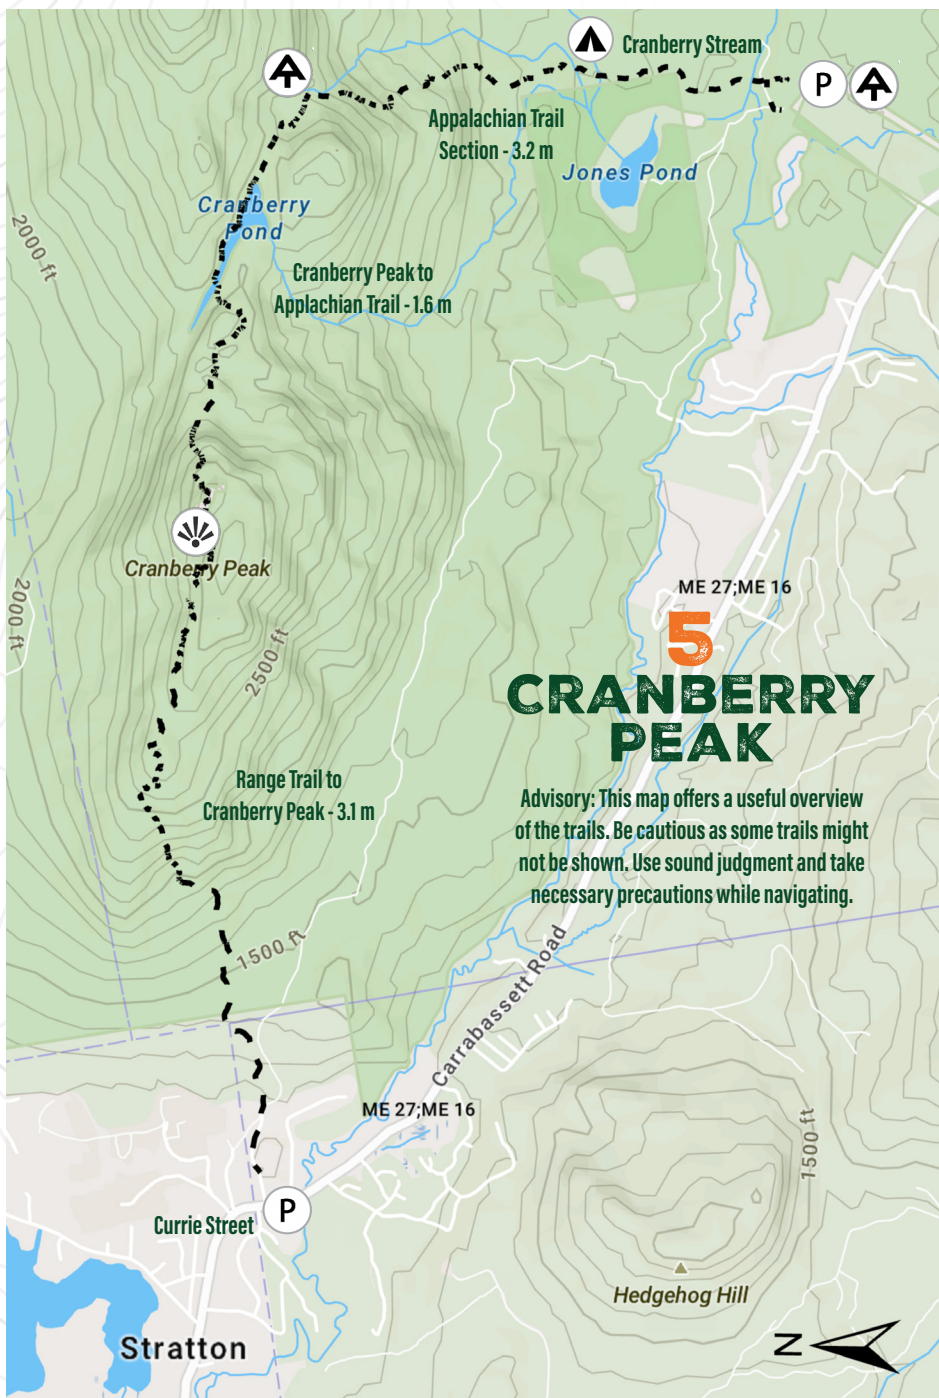 Cranberry Stream
P
Appalachian Trail
Section - 3.2 m
Jones Pond
Cranberry
Pond
2000 ft
Cranberry Peak to
Applachian Trail - 1.6 m
Cranberry Peak
2000 ft
ME 27;ME 16
2500 ft
5
CRANBERRY
PEAK
Range Trail to
Cranberry Peak - 3.1 m
Advisory: This map offers a useful overview
of the trails. Be cautious as some trails might
not be shown. Use sound judgment and take
necessary precautions while navigating.
1500 ft
Carrabassett Road
ME 27;ME 16
1500 ft
P
Currie Street
Hedgehog Hill
Stratton
N